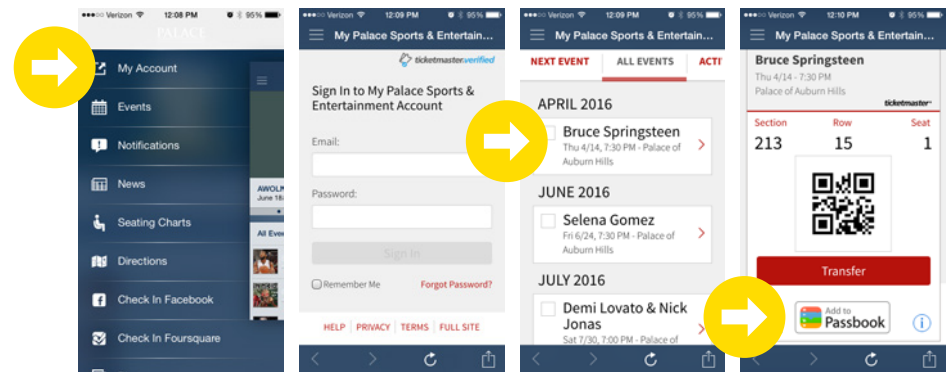 Verizon 12:08 PM 95%
PALACE
My Account
Events
Notifications
News
Seating Charts
Directions
Check In Facebook
Check In Foursquare
June 18
All Eve
Verizon 12:09 PM 95%
My Palace Sports & Entertain...
ticketmaster verified
Sign In to My Palace Sports &
Entertainment Account
Email:
Password:
Sign In
Remember Me Forgot Password?
HELP PRIVACY TERMS FULL SITE
Verizon 12:09 PM 95%
My Palace Sports & Entertain...
NEXT EVENT ALL EVENTS ACTI
APRIL 2016
Bruce Springsteen
Thu 4/14, 7:30 PM - Palace of
Auburn Hills
JUNE 2016
Selena Gomez
Fri 6/24, 7:30 PM - Palace of
Auburn Hills
JULY 2016
Demi Lovato & Nick
Jonas
Sat 7/30, 7:00 PM - Palace of
Verizon 12:10 PM 95%
My Palace Sports & Entertain...
Bruce Springsteen
Thu 4/14 - 7:30 PM
Palace of Auburn Hills
ticketmaster
Section Row Seat
213 15 1
Transfer
Add to
Passbook